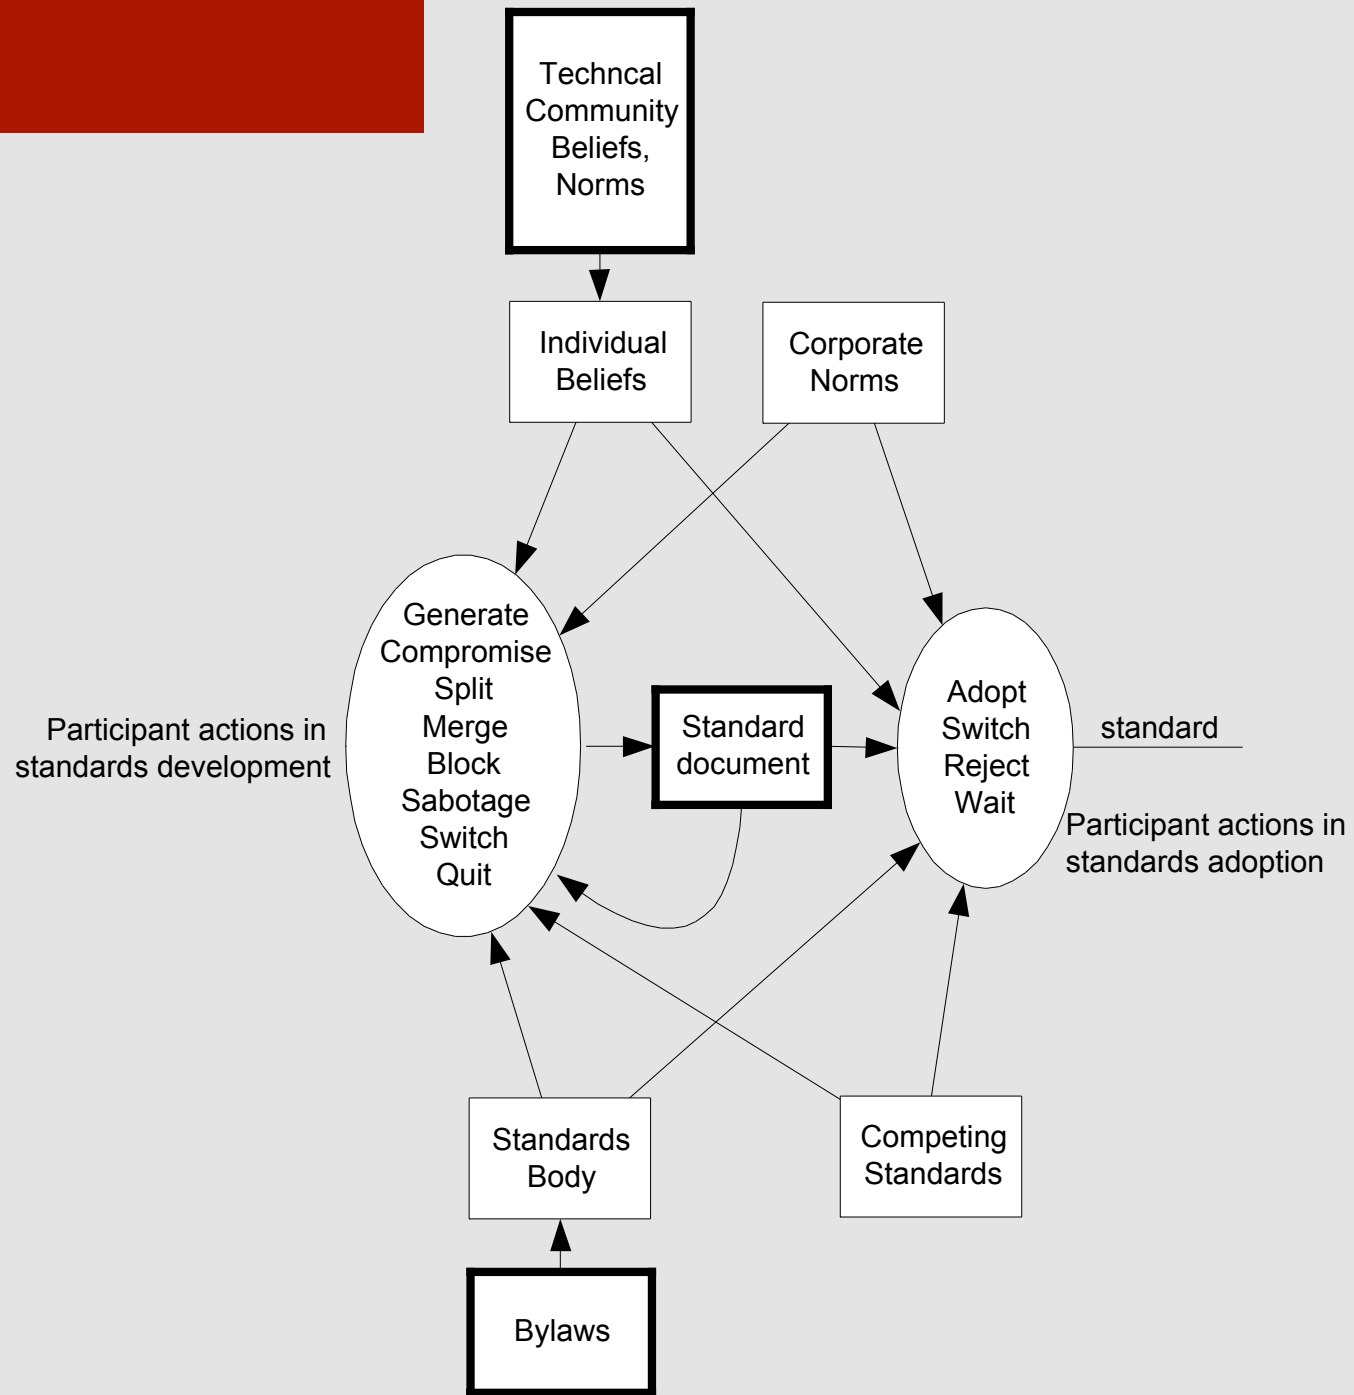 Techncal
Community
Beliefs,
Norms
Individual
Beliefs
Corporate
Norms
Generate
Compromise
Split
Merge
Block
Sabotage
Switch
Quit
Participant actions in
standards development
Standard
document
Adopt
Switch
Reject
Wait
standard
Participant actions in
standards adoption
Standards
Body
Competing
Standards
Bylaws